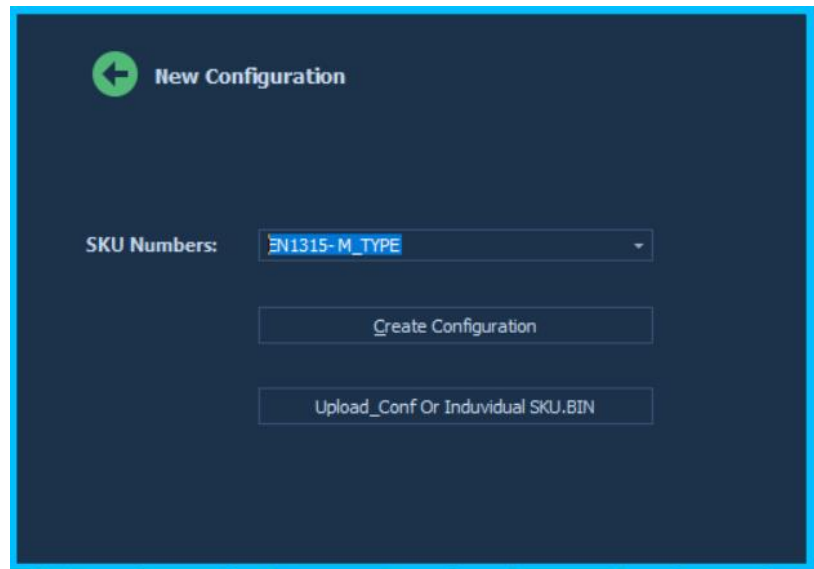 New Configuration
SKU Numbers: EN1315- M_TYPE
Create Configuration
Upload_Conf Or Induvidual SKU.BIN